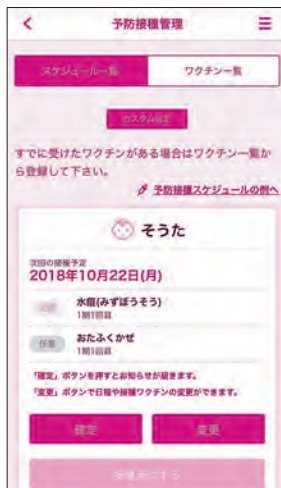 予防接種管理
スケジュール一覧
ワクチン一覧
カスタム設定
すでに受けたワクチンがある場合はワクチン一覧か
ら登録して下さい。
予防接種スケジュールの例へ
そうた
次回の接種予定
2018年10月22日(月)
水痘(みずぼうそう)
1期1回目
任意
おたふくかぜ
1期1回目
「確定」ボタンを押すとお知らせが届きます。
「変更」ボタンで日程や接種ワクチンの変更ができます。
確定
変更